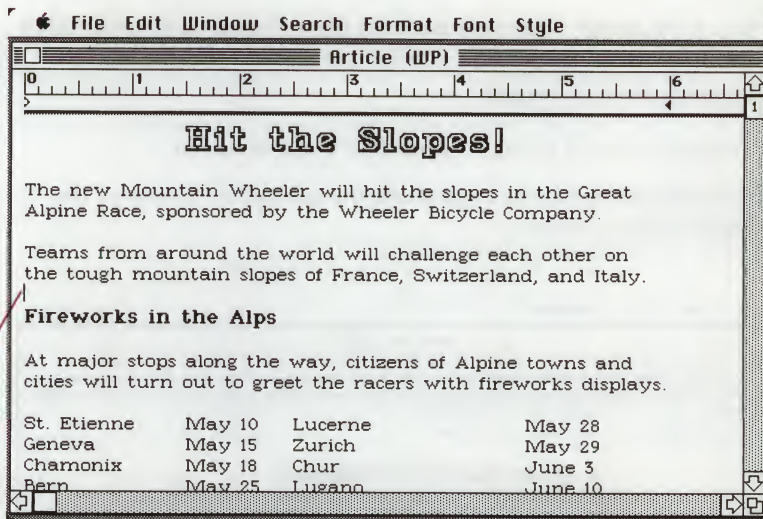 File Edit Window Search Format Font Style
Article (WP)
0 1 2 3 4 5 6
1
Hit the Slopes!
The new Mountain Wheeler will hit the slopes in the Great
Alpine Race, sponsored by the Wheeler Bicycle Company.
Teams from around the world will challenge each other on
the tough mountain slopes of France, Switzerland, and Italy.
Fireworks in the Alps
At major stops along the way, citizens of Alpine towns and
cities will turn out to greet the racers with fireworks displays.
St. Etienne May 10 Lucerne May 28
Geneva May 15 Zurich May 29
Chamonix May 18 Chur June 3
Bern May 25 Lugano June 10